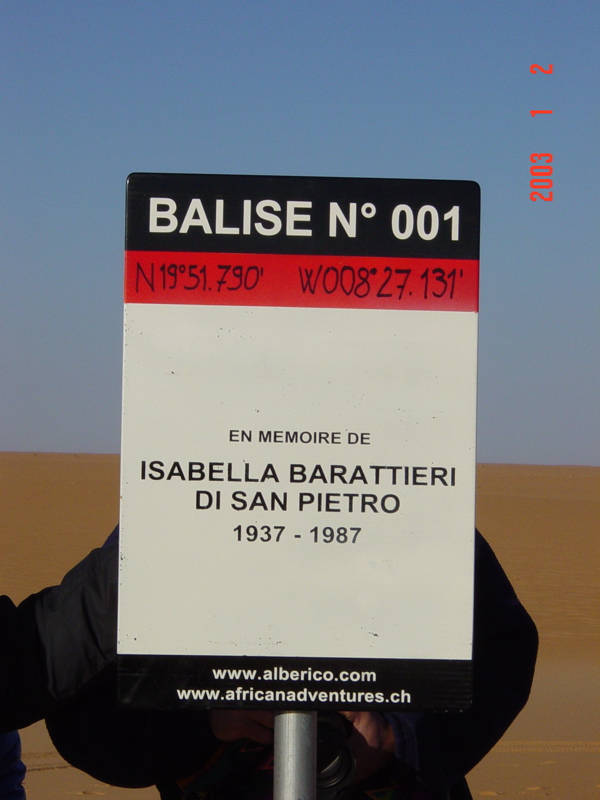 BALISE N° 001
N19°51.790' W008°27.131'
EN MEMOIRE DE
ISABELLA BARATTIERI
DI SAN PIETRO
1937 - 1987
www.alberico.com
www.africanadventures.ch
2003 1 2